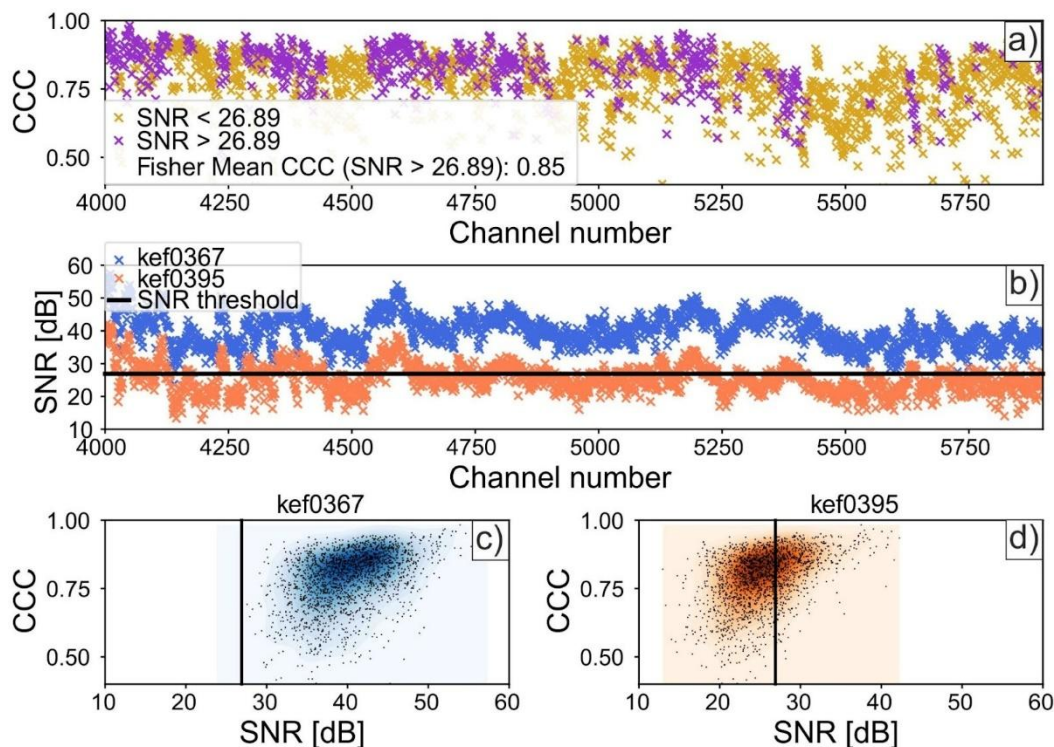 1.00
a)
CCC
0.75
0.50
SNR < 26.89
SNR > 26.89
Fisher Mean CCC (SNR > 26.89): 0.85
4000 4250 4500 4750 5000 5250 5500 5750
Channel number
kef0367
kef0395
SNR threshold
b)
SNR [dB]
60
50
40
30
20
10
4000 4250 4500 4750 5000 5250 5500 5750
Channel number
kef0367
c)
CCC
1.00
0.75
0.50
10 20 30 40 50 60
SNR [dB]
kef0395
d)
CCC
1.00
0.75
0.50
10 20 30 40 50 60
SNR [dB]